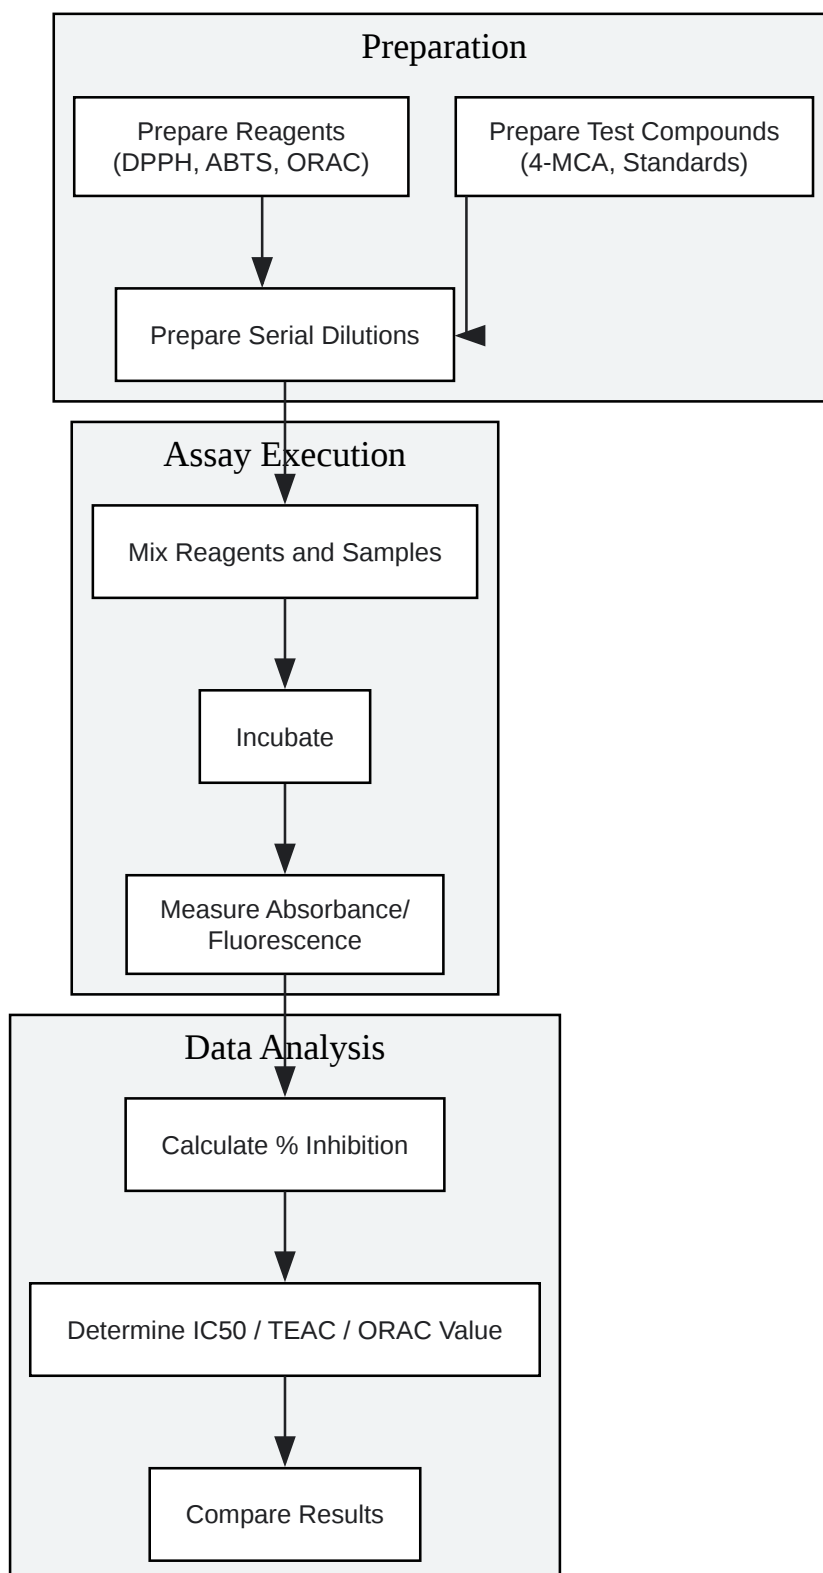 Preparation
Prepare Reagents
(DPPH, ABTS, ORAC)
Prepare Test Compounds
(4-MCA, Standards)
Prepare Serial Dilutions
Assay Execution
Mix Reagents and Samples
Incubate
Measure Absorbance/
Fluorescence
Data Analysis
Calculate % Inhibition
Determine IC50 / TEAC / ORAC Value
Compare Results